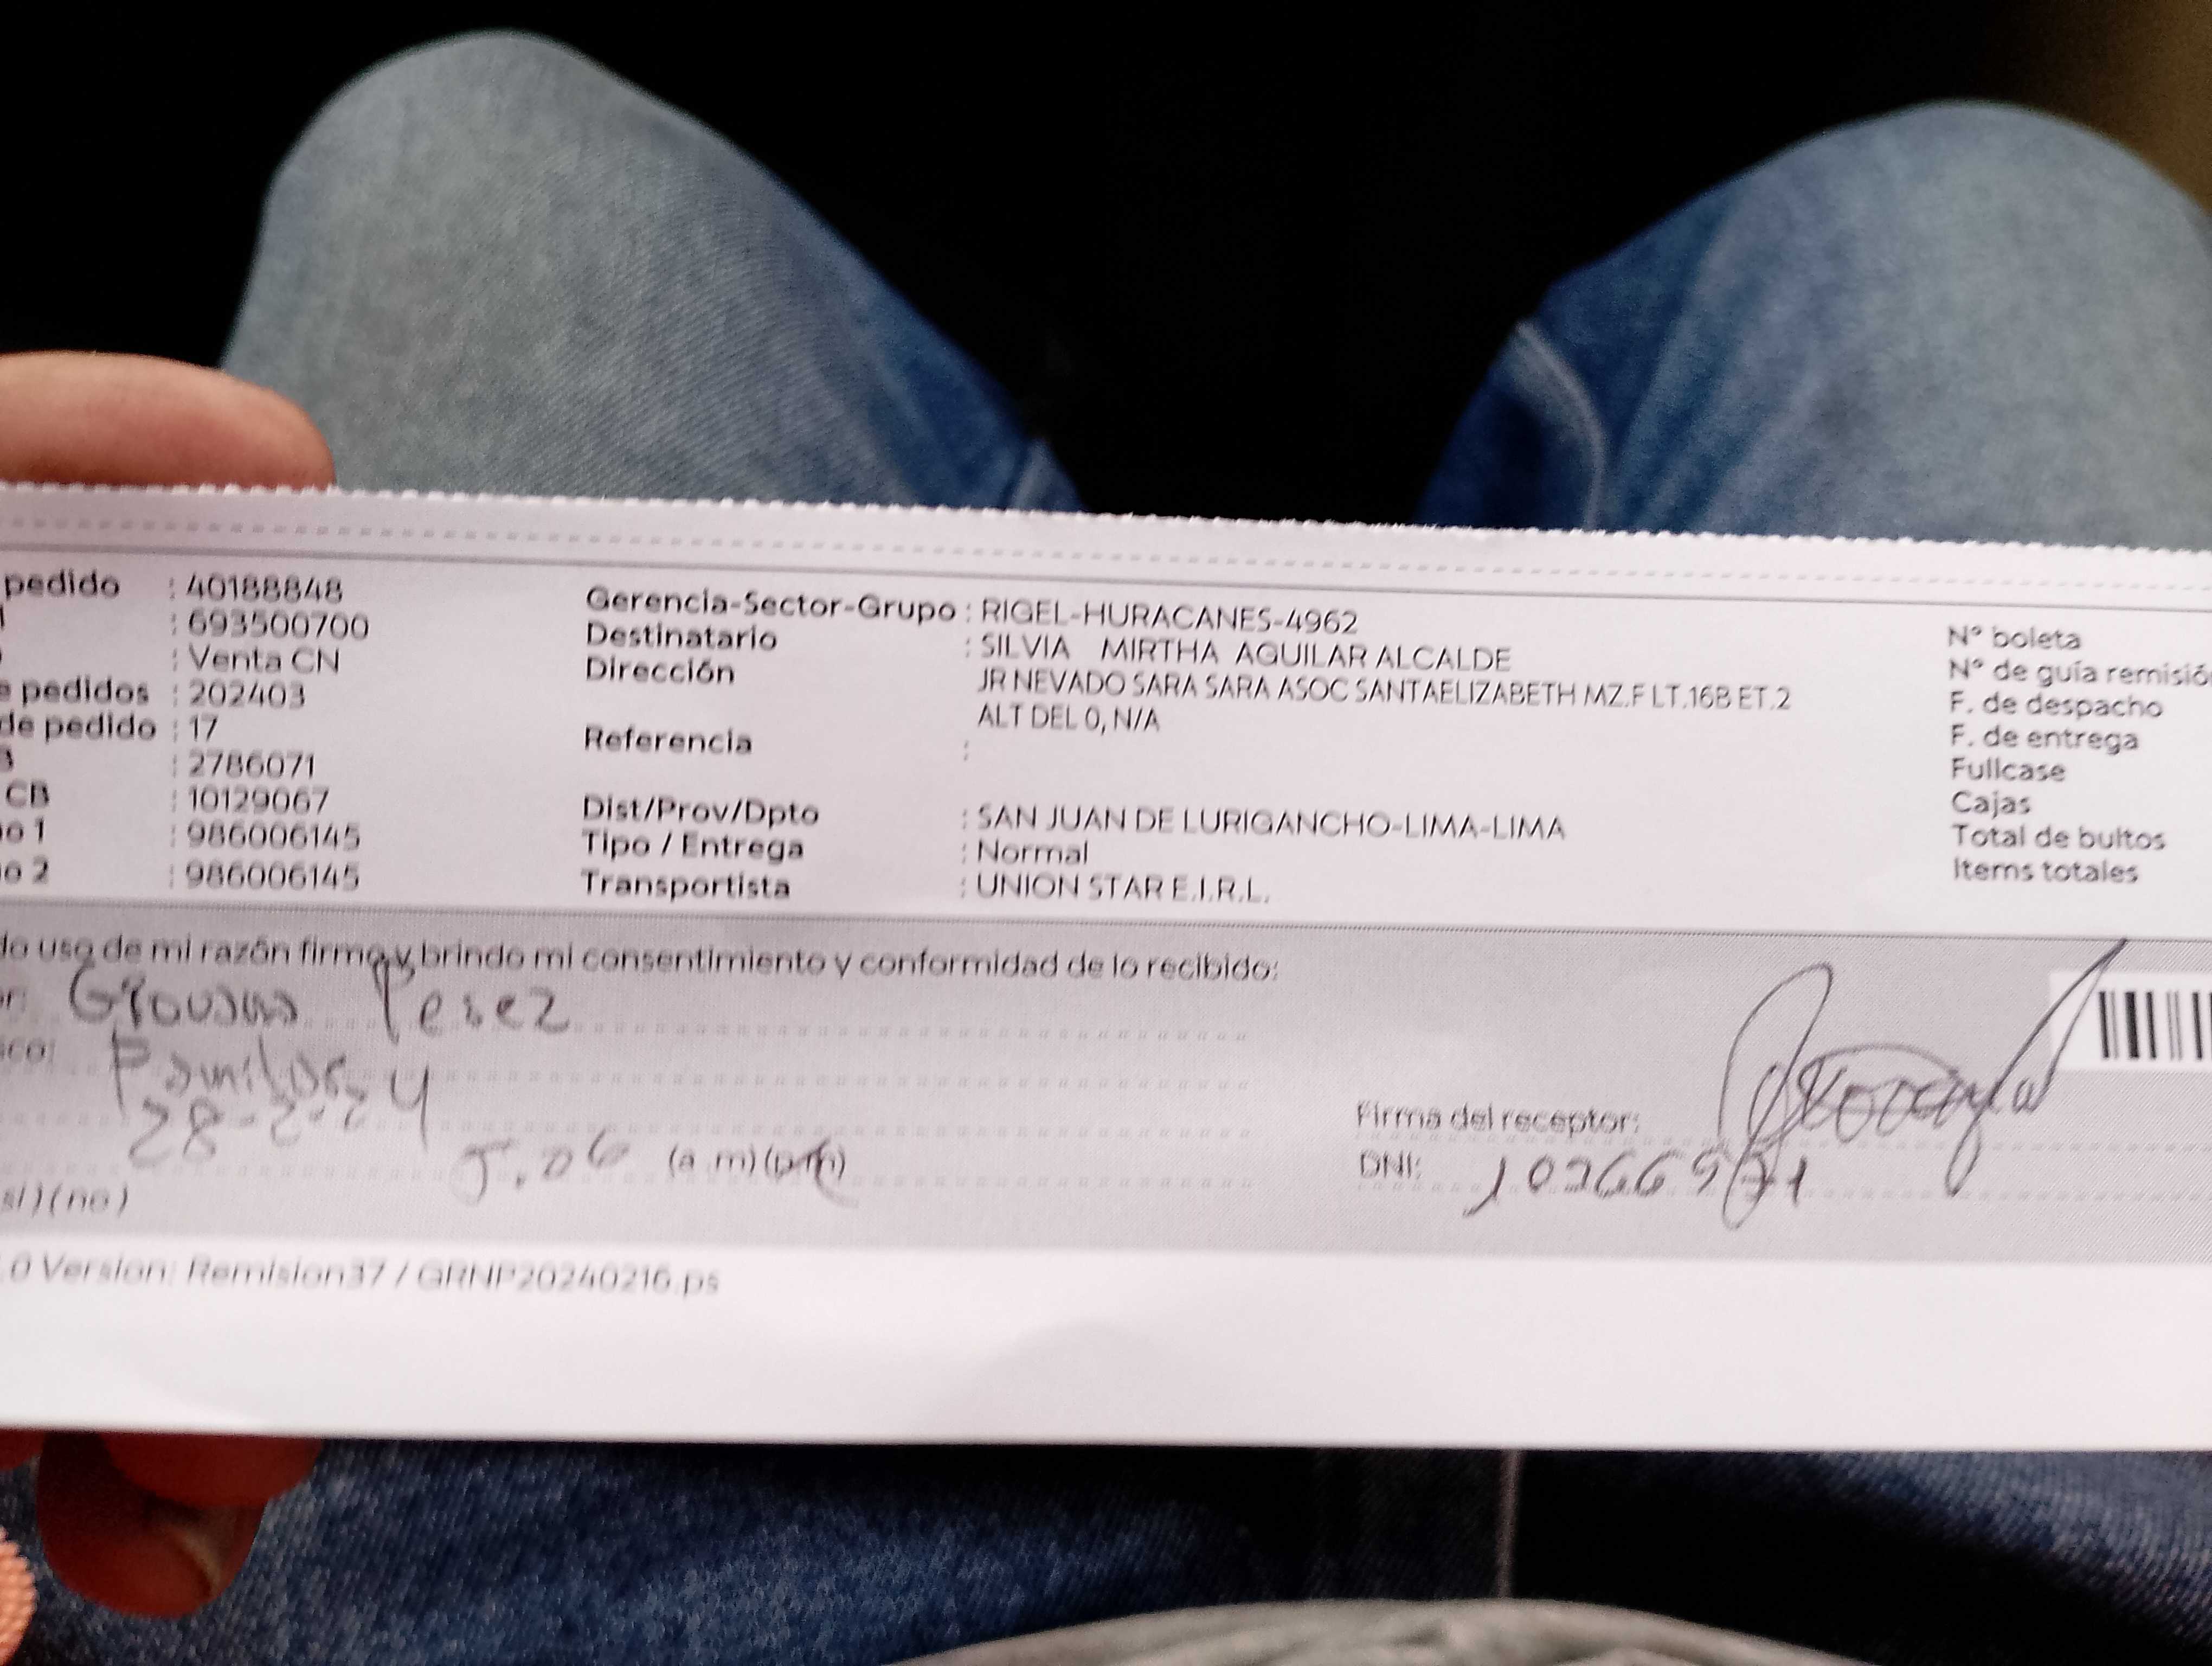 pedido : 40188848
: 693500700
: Venta CN
pedidos : 202403
de pedido : 17
: 2786071
CB : 10129067
o 1 : 986006145
o 2 : 986006145
Gerencia-Sector-Grupo : RIGEL-HURACANES-4962
Destinatario : SILVIA MIRTHA AGUILAR ALCALDE
Dirección JR NEVADO SARA SARA ASOC SANTAELIZABETH MZ.F LT.16B ET.2
ALT DEL 0, N/A
Referencia :
Dist/Prov/Dpto : SAN JUAN DE LURIGANCHO-LIMA-LIMA
Tipo / Entrega : Normal
Transportista : UNION STAR E.I.R.L.
N° boleta
N° de guía remisió
F. de despacho
F. de entrega
Fullcase
Cajas
Total de bultos
Items totales
do uso de mi razón firmo y brindo mi consentimiento y conformidad de lo recibido:
Perez
28-2-24
5.06 (a.m) (p.m)
si) (no)
Firma del receptor:
DNI:
.0 Version: Remision37 / GRNP20240216.ps